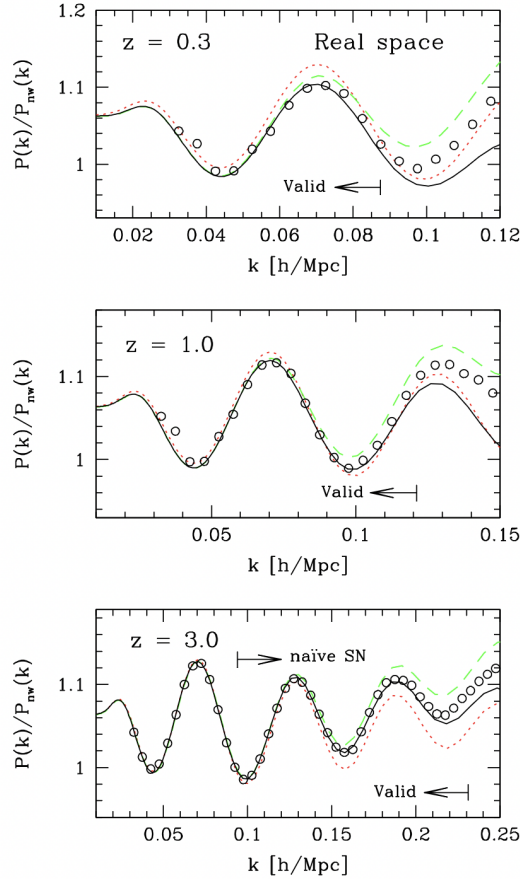 1.2
z = 0.3 Real space
1.1
P(k)/P_nw(k)
Valid
1
0.02 0.04 0.06 0.08 0.1 0.12
k [h/Mpc]
z = 1.0
1.1
P(k)/P_nw(k)
1
Valid
0.05 0.1 0.15
k [h/Mpc]
z = 3.0
naïve SN
1.1
P(k)/P_nw(k)
1
Valid
0.05 0.1 0.15 0.2 0.25
k [h/Mpc]